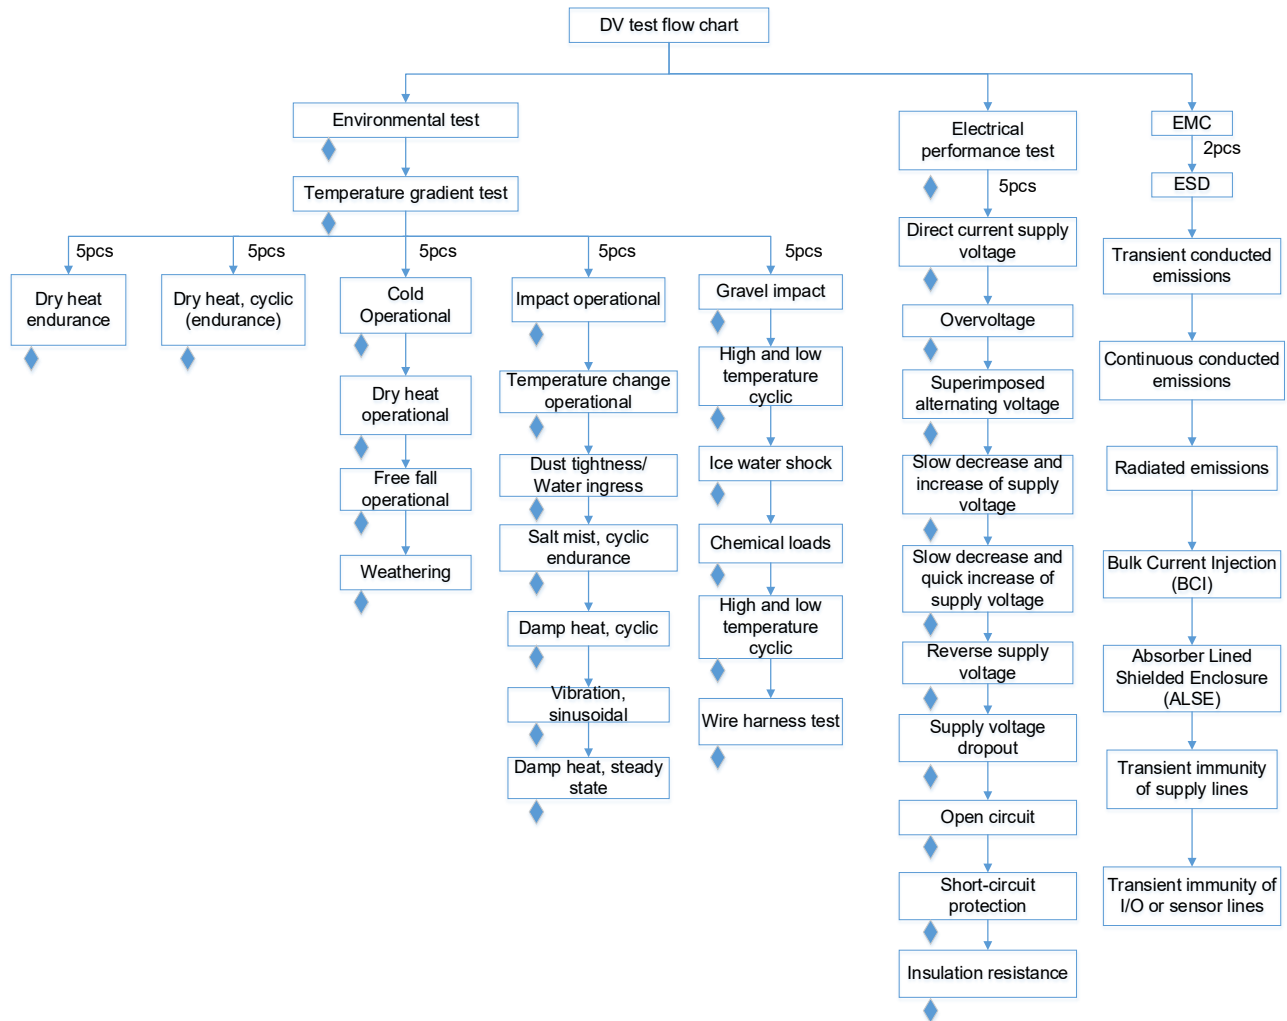 DV test flow chart
Environmental test
Temperature gradient test
5pcs
Dry heat
endurance
5pcs
Dry heat, cyclic
(endurance)
5pcs
Cold
Operational
Dry heat
operational
Free fall
operational
Weathering
5pcs
Impact operational
Temperature change
operational
Dust tightness/
Water ingress
Salt mist, cyclic
endurance
Damp heat, cyclic
Vibration,
sinusoidal
Damp heat, steady
state
5pcs
Gravel impact
High and low
temperature
cyclic
Ice water shock
Chemical loads
High and low
temperature
cyclic
Wire harness test
Electrical
performance test
5pcs
Direct current supply
voltage
Overvoltage
Superimposed
alternating voltage
Slow decrease and
increase of supply
voltage
Slow decrease and
quick increase of
supply voltage
Reverse supply
voltage
Supply voltage
dropout
Open circuit
Short-circuit
protection
Insulation resistance
EMC
2pcs
ESD
Transient conducted
emissions
Continuous conducted
emissions
Radiated emissions
Bulk Current Injection
(BCI)
Absorber Lined
Shielded Enclosure
(ALSE)
Transient immunity
of supply lines
Transient immunity of
I/O or sensor lines